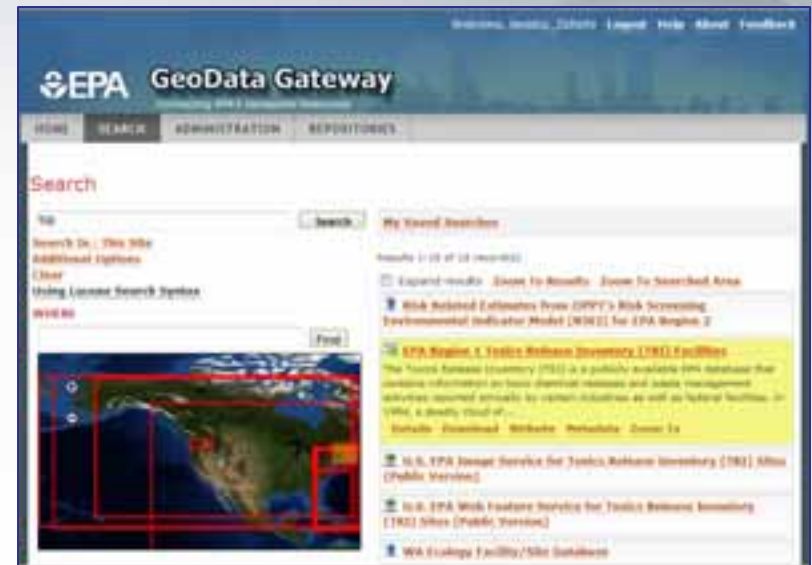 Logout Help About Feedback
EPA GeoData Gateway
HOME SEARCH ADMINISTRATION REPOSITORIES
Search
Search
Search In: This Site
Additional Options
Clear
Using Lucene Search Syntax
WHERE
Find
My Saved Searches
Expand results Zoom To Results Zoom To Searched Area
Risk Related Estimates from OPPT's Risk Screening
Environmental Indicator Model (RSEI) for EPA Region 2
EPA Region 1 Toxics Release Inventory (TRI) Facilities
The Toxics Release Inventory (TRI) is a publicly available EPA database that
contains information on toxic chemical releases and waste management
activities reported annually by certain industries as well as federal facilities. In
a deadly cloud of...
Details Download Website Metadata Zoom To
U.S. EPA Image Service for Toxics Release Inventory (TRI) Sites
(Public Version)
U.S. EPA Web Feature Service for Toxics Release Inventory
(TRI) Sites (Public Version)
WA Ecology Facility/Site Database